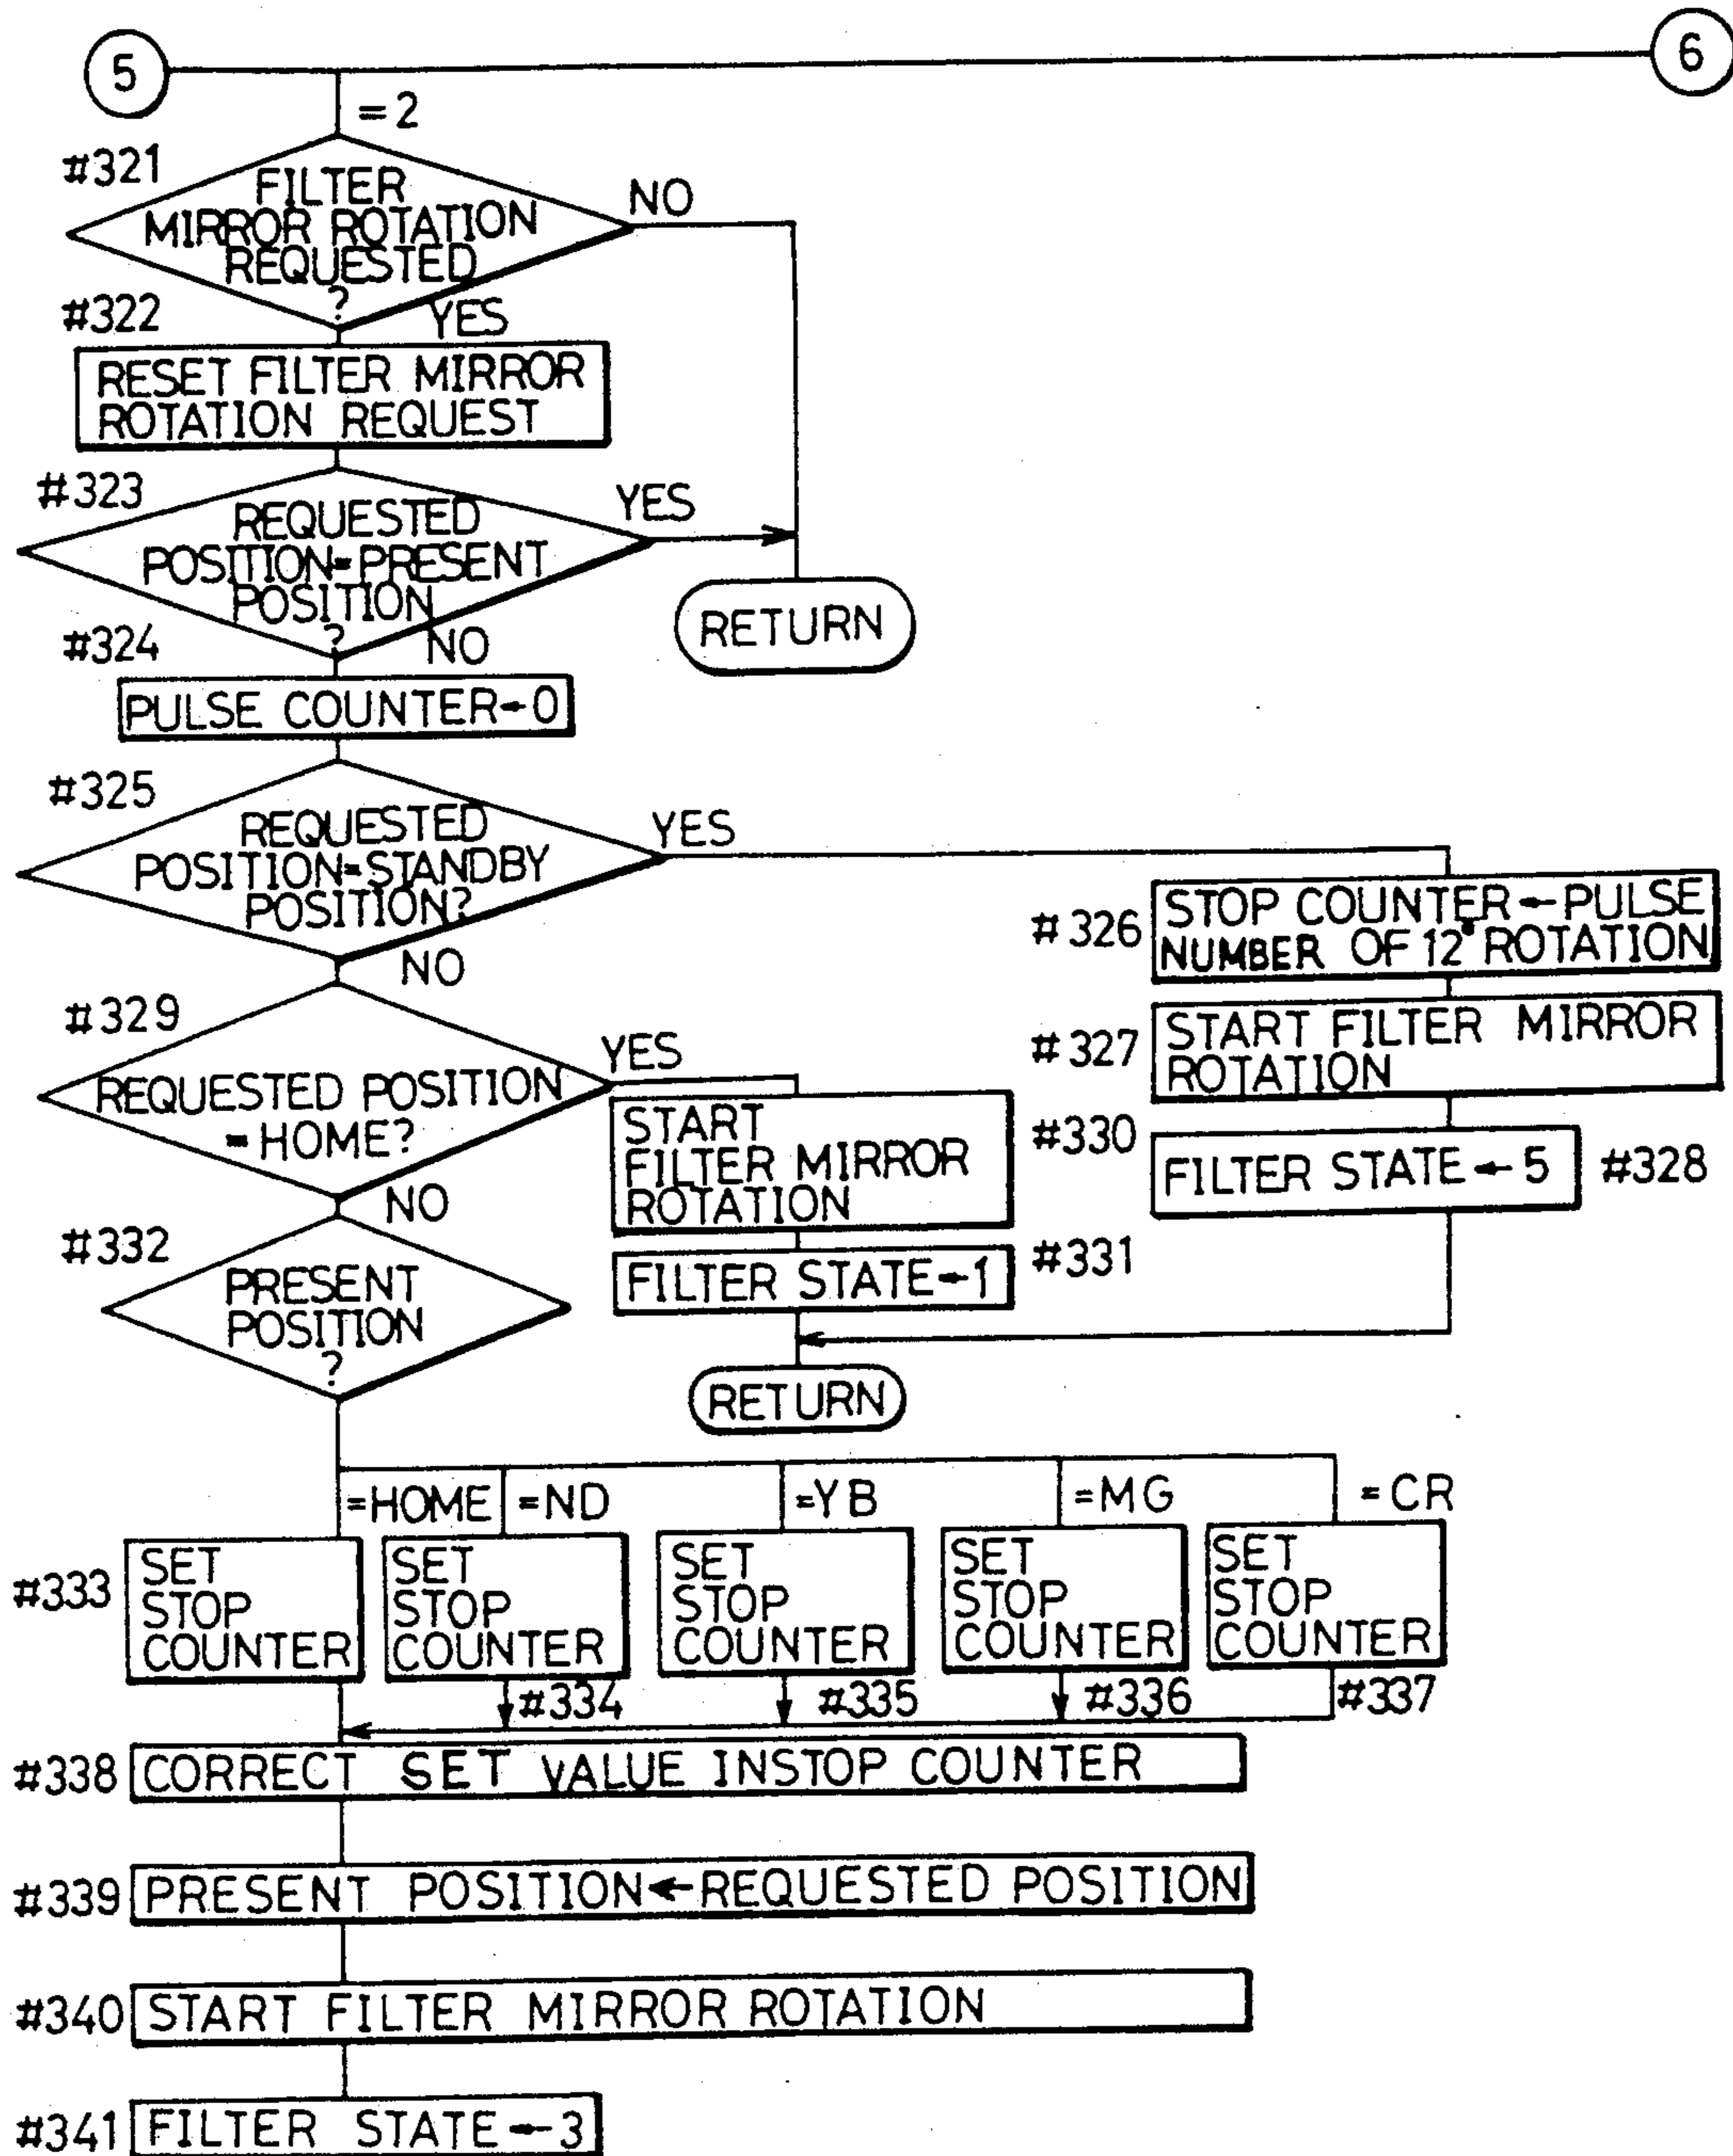 5
6
=2
#321
FILTER
MIRROR ROTATION
REQUESTED
?
NO
#322
YES
RESET FILTER MIRROR
ROTATION REQUEST
#323
REQUESTED
POSITION=PRESENT
POSITION
?
YES
RETURN
#324
NO
PULSE COUNTER←0
#325
REQUESTED
POSITION=STANDBY
POSITION?
YES
NO
#326
STOP COUNTER←PULSE
NUMBER OF 12° ROTATION
#327
START FILTER MIRROR
ROTATION
FILTER STATE←5
#328
#329
REQUESTED POSITION
=HOME?
YES
NO
START
FILTER MIRROR
ROTATION
#330
FILTER STATE←1
#331
RETURN
#332
PRESENT
POSITION
?
=HOME
=ND
=YB
=MG
=CR
#333
SET
STOP
COUNTER
SET
STOP
COUNTER
#334
SET
STOP
COUNTER
#335
SET
STOP
COUNTER
#336
SET
STOP
COUNTER
#337
#338
CORRECT SET VALUE INSTOP COUNTER
#339
PRESENT POSITION←REQUESTED POSITION
#340
START FILTER MIRROR ROTATION
#341
FILTER STATE←3